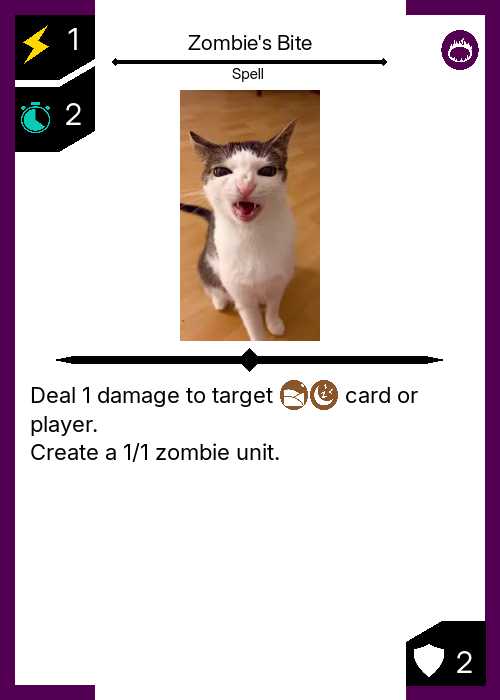 1
Zombie's Bite
Spell
2
Deal 1 damage to target card or
player.
Create a 1/1 zombie unit.
2